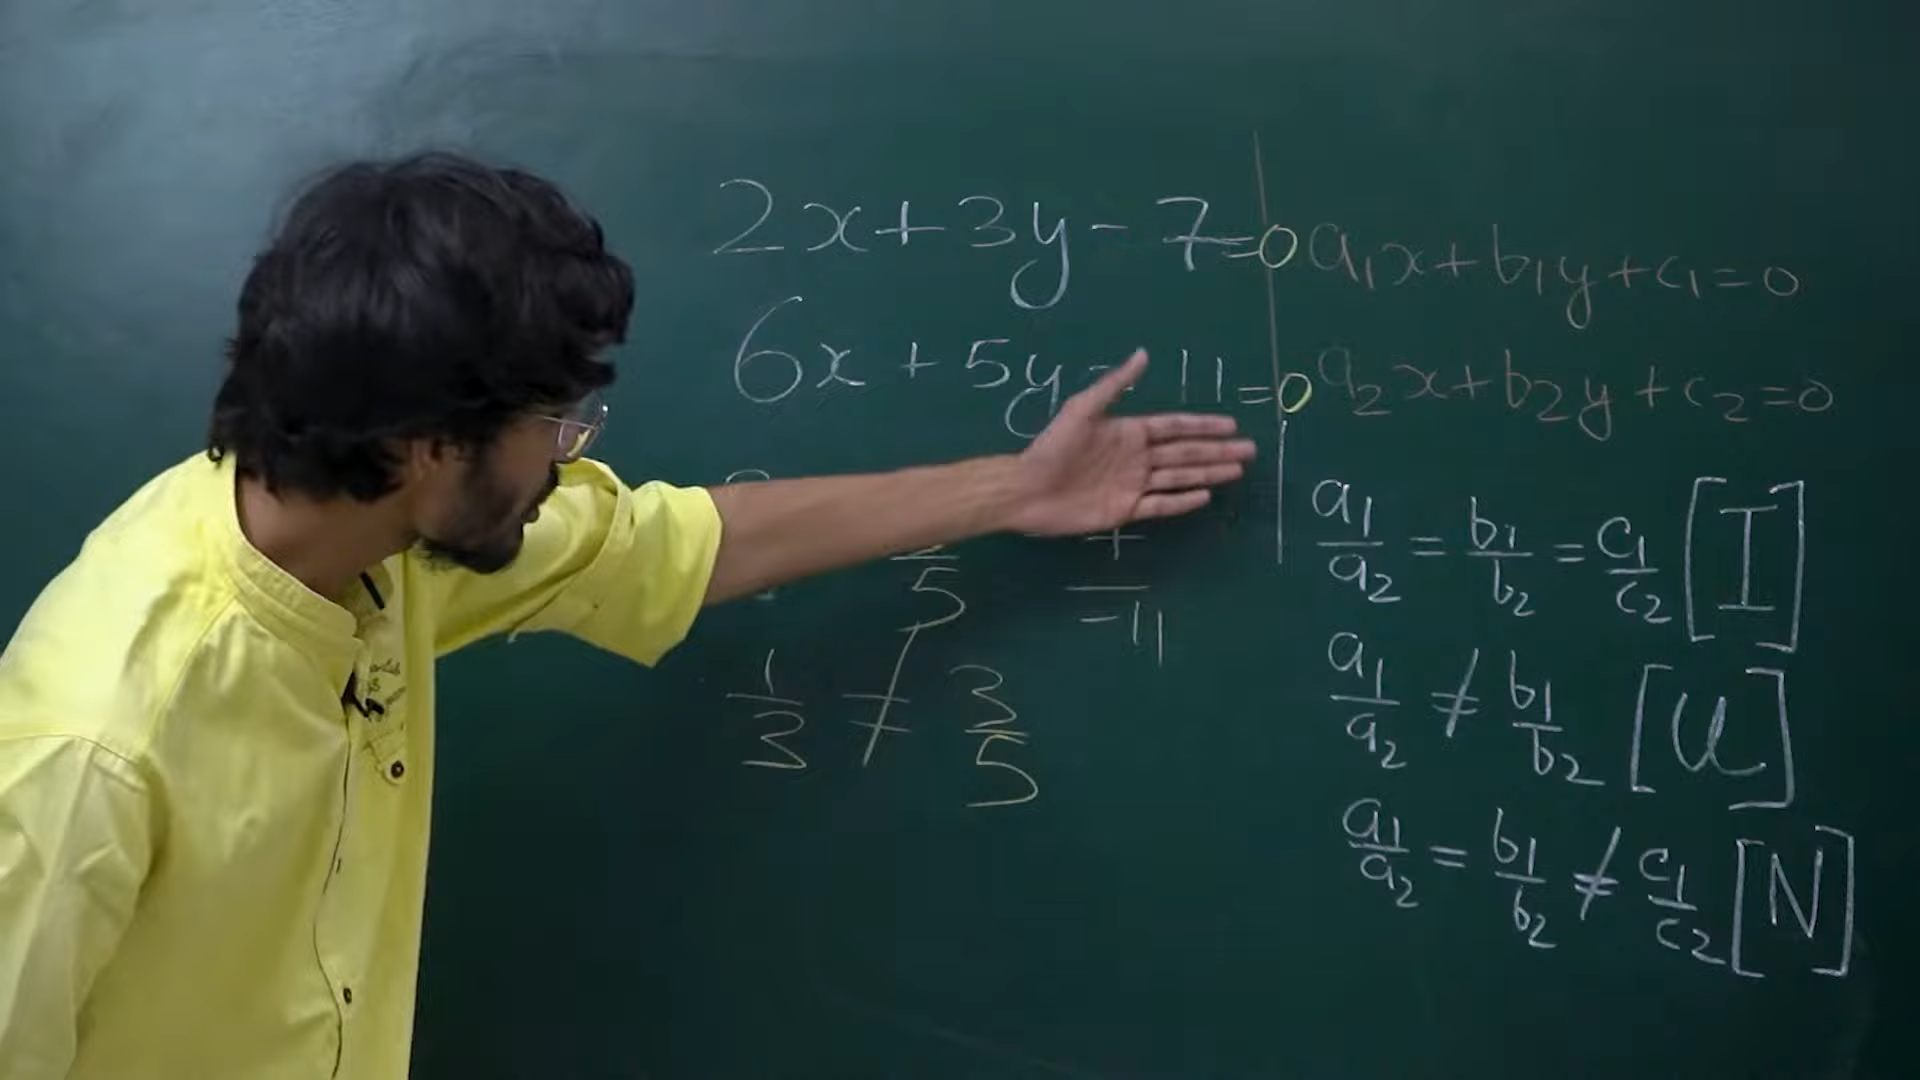 2x+3y-7=0
6x+5y-11=0
5
-11
1/3 ≠ 3/5
a₁x+b₁y+c₁=0
a₂x+b₂y+c₂=0
a₁/a₂ = b₁/b₂ = c₁/c₂ [I]
a₁/a₂ ≠ b₁/b₂ [U]
a₁/a₂ = b₁/b₂ ≠ c₁/c₂ [N]